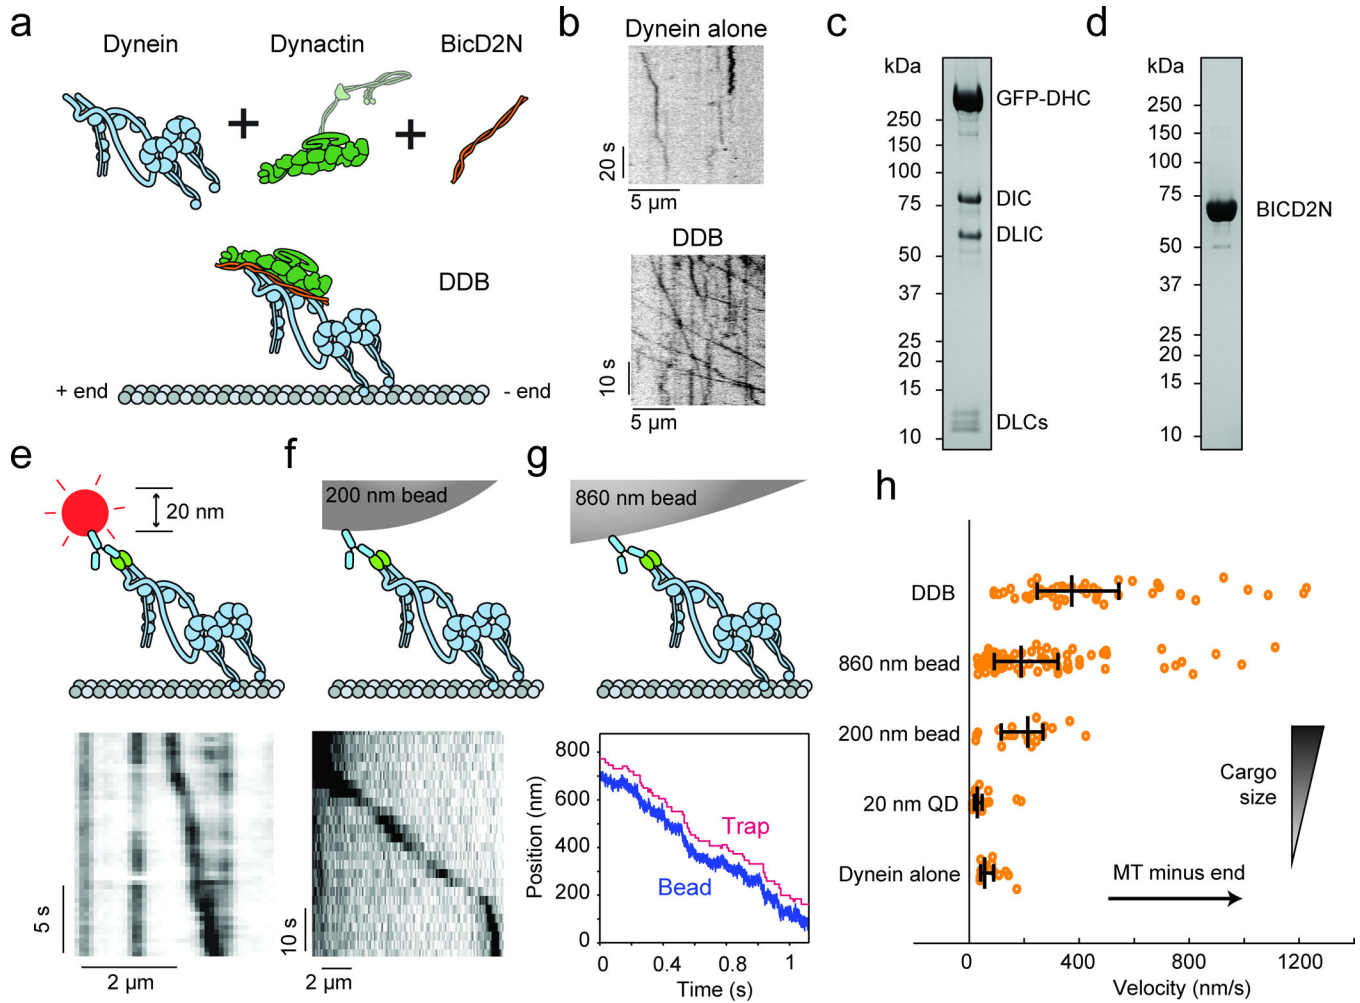 a
Dynein
Dynactin
BicD2N
+
+
DDB
+ end
- end
b
Dynein alone
20 s
5 µm
DDB
10 s
5 µm
c
kDa
250
150
100
75
50
37
25
20
15
10
GFP-DHC
DIC
DLIC
DLCs
d
kDa
250
150
100
75
50
37
25
20
15
10
BICD2N
e
20 nm
5 s
2 µm
f
200 nm bead
10 s
2 µm
g
860 nm bead
Position (nm)
800
600
400
200
0
Trap
Bead
0
0.4
0.8
1
Time (s)
h
DDB
860 nm bead
200 nm bead
20 nm QD
Dynein alone
Cargo
size
MT minus end
0
400
800
1200
Velocity (nm/s)